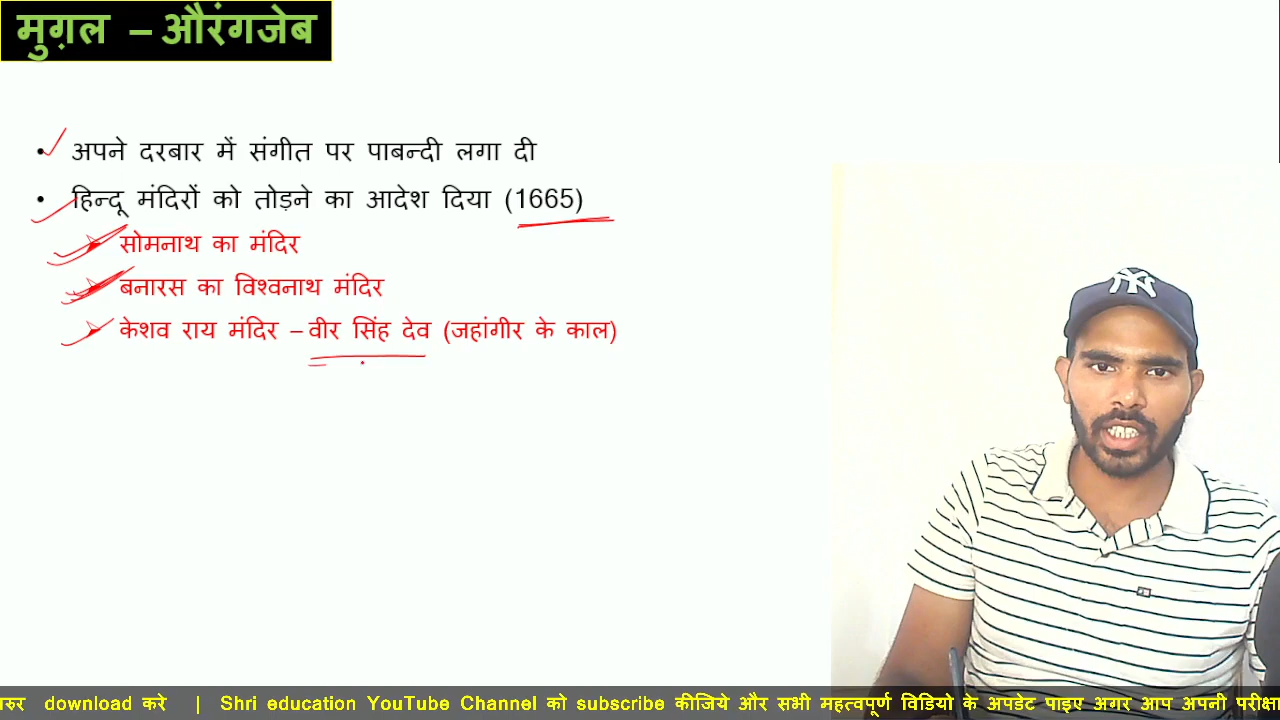 मुग़ल – औरंगजेब
• अपने दरबार में संगीत पर पाबन्दी लगा दी
• हिन्दू मंदिरों को तोड़ने का आदेश दिया (1665)
➢ सोमनाथ का मंदिर
➢ बनारस का विश्वनाथ मंदिर
➢ केशव राय मंदिर – वीर सिंह देव (जहांगीर के काल)
NY
download करे | Shri education YouTube Channel को subscribe कीजिये और सभी महत्वपूर्ण विडियो के अपडेट पाइए अगर आप अपनी